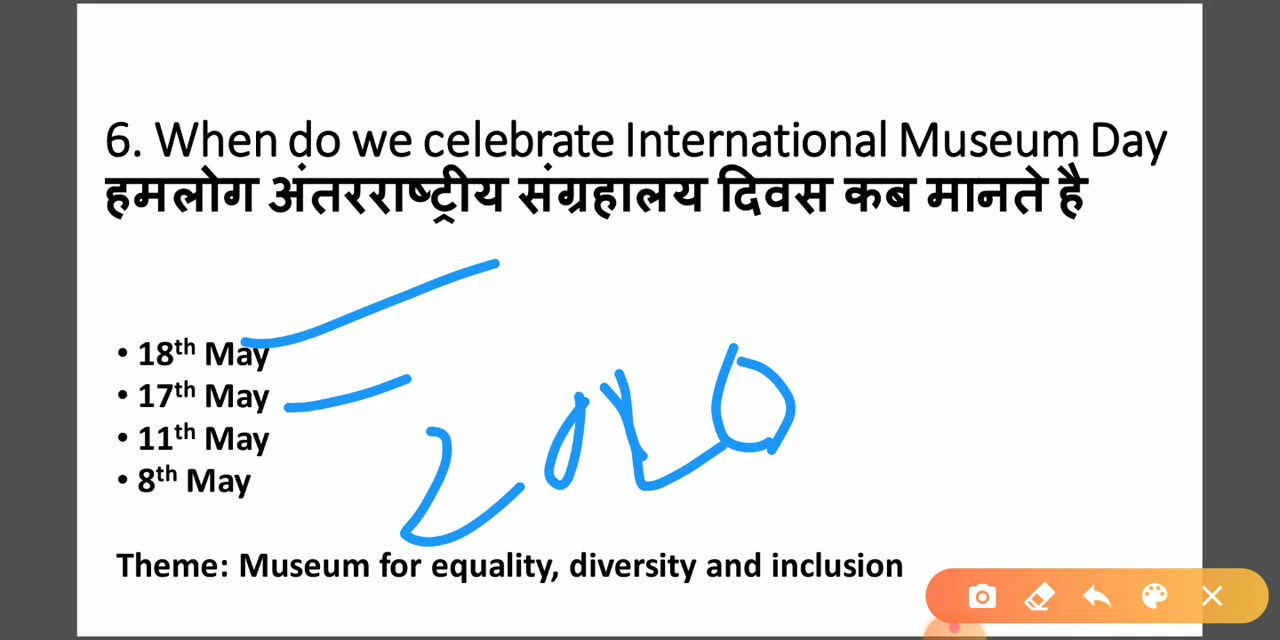 6. When do we celebrate International Museum Day
हमलोग अंतरराष्ट्रीय संग्रहालय दिवस कब मानते है
• 18th May
• 17th May
• 11th May
• 8th May
2020
Theme: Museum for equality, diversity and inclusion